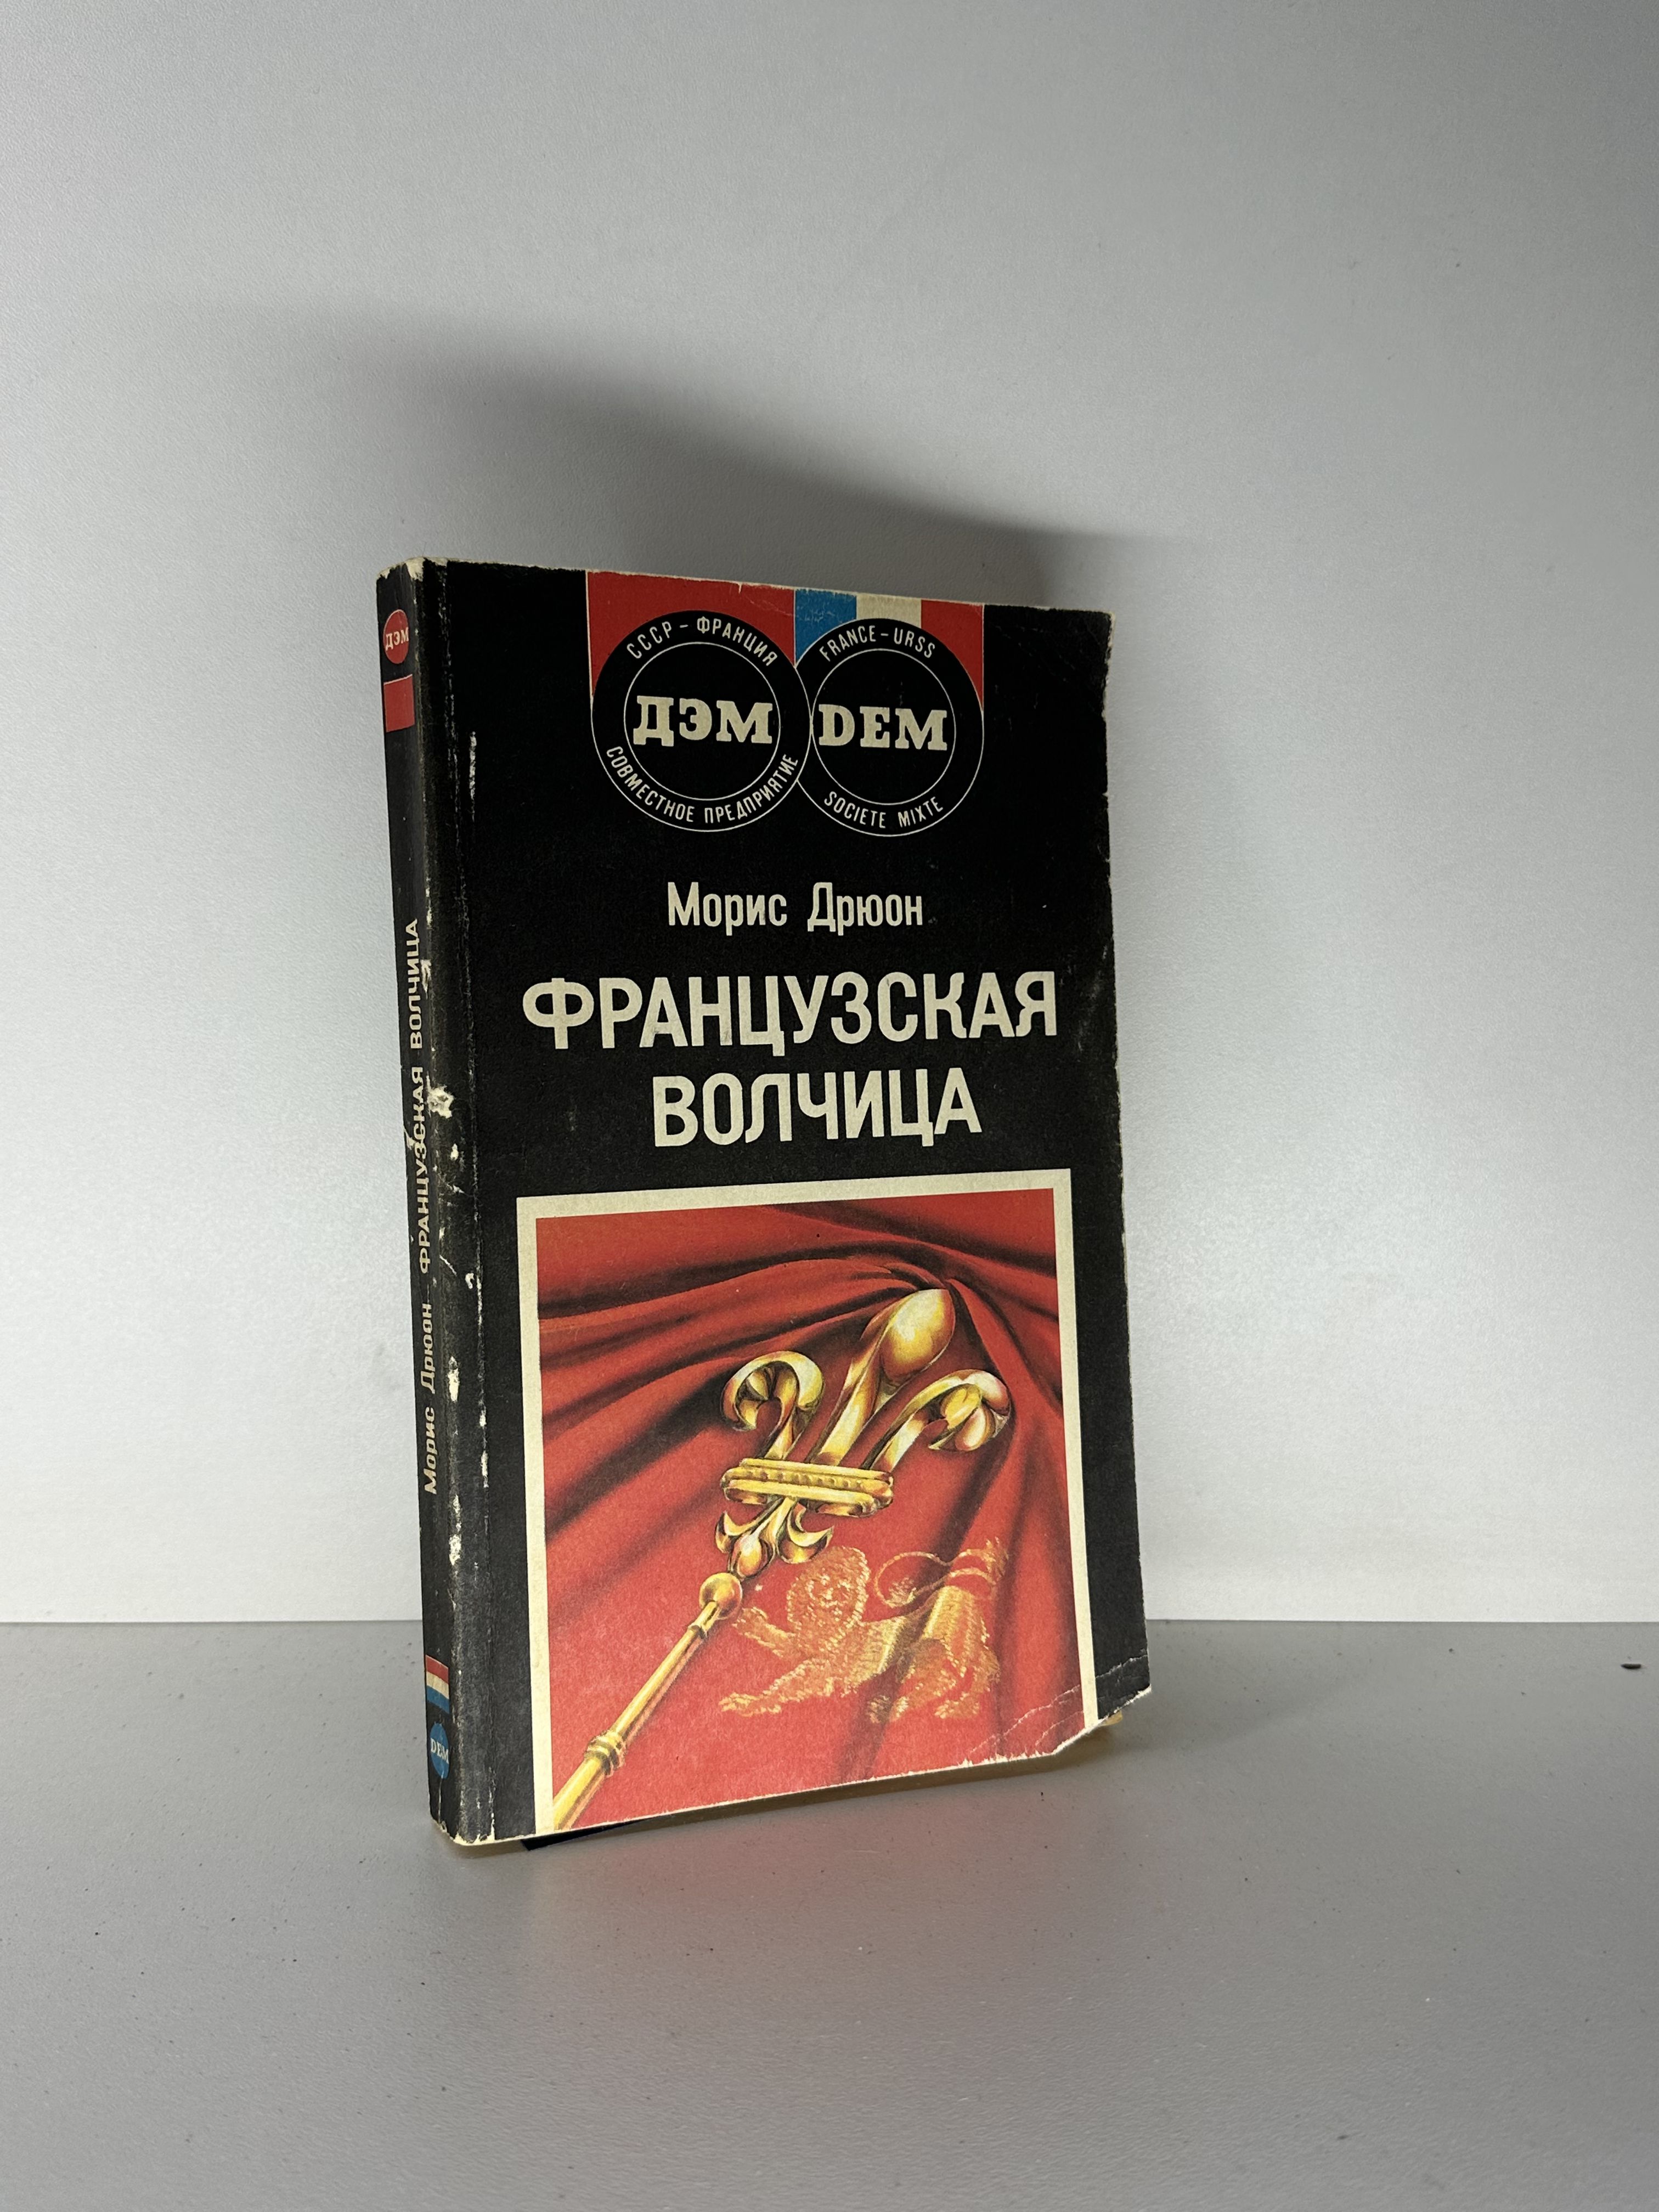 СССР – ФРАНЦИЯ
ДЭМ
СОВМЕСТНОЕ ПРЕДПРИЯТИЕ
FRANCE – URSS
DEM
SOCIETE MIXTE
Морис Дрюон
ФРАНЦУЗСКАЯ
ВОЛЧИЦА
ДЭМ
Морис Дрюон ФРАНЦУЗСКАЯ ВОЛЧИЦА
DEM